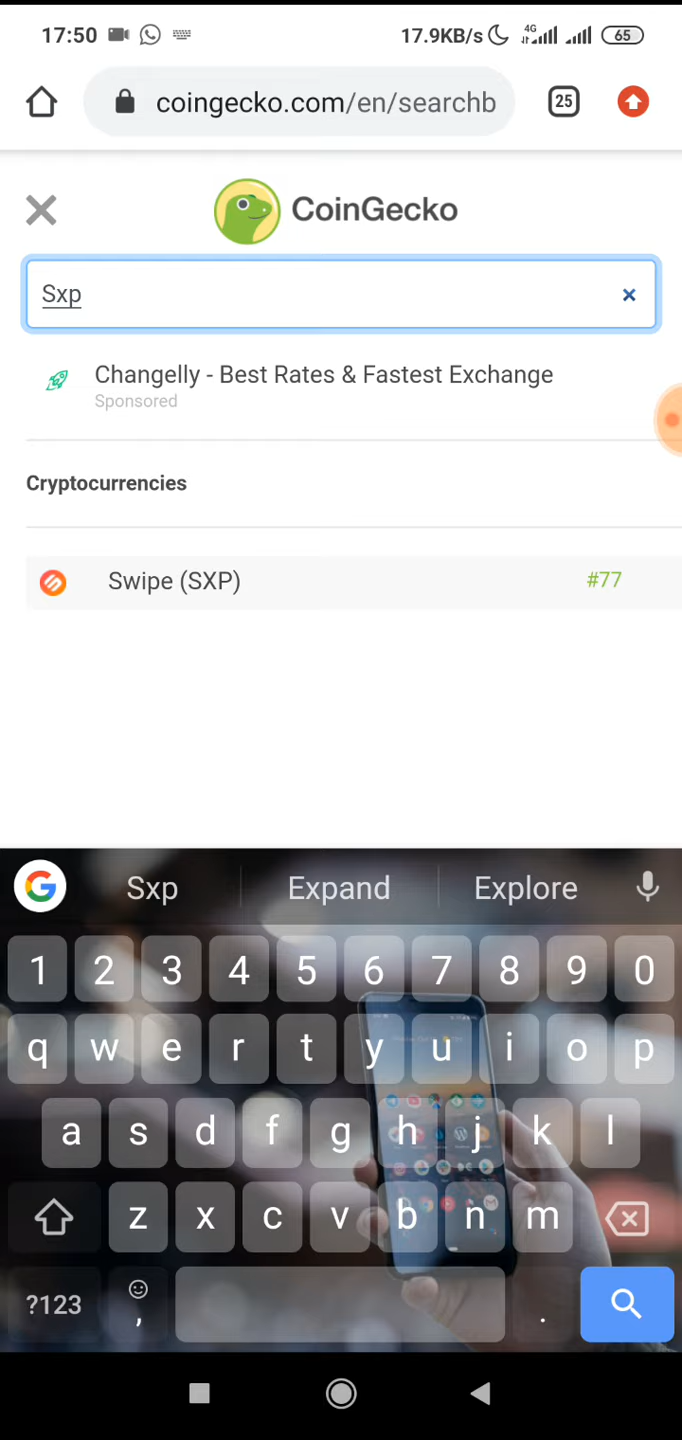 17:50 17.9KB/s 4G 65
coingecko.com/en/searchb 25
CoinGecko
Sxp
Changelly - Best Rates & Fastest Exchange
Sponsored
Cryptocurrencies
Swipe (SXP) #77
G Sxp Expand Explore
1 2 3 4 5 6 7 8 9 0
q w e r t y u i o p
a s d f g h j k l
z x c v b n m
?123 , .